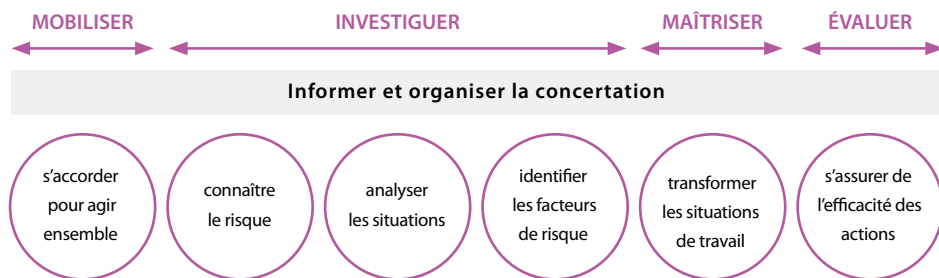 MOBILISER
INVESTIGUER
MAÎTRISER
ÉVALUER
Informer et organiser la concertation
s’accorder
pour agir
ensemble
connaître
le risque
analyser
les situations
identifier
les facteurs
de risque
transformer
les situations
de travail
s’assurer de
l’efficacité des
actions